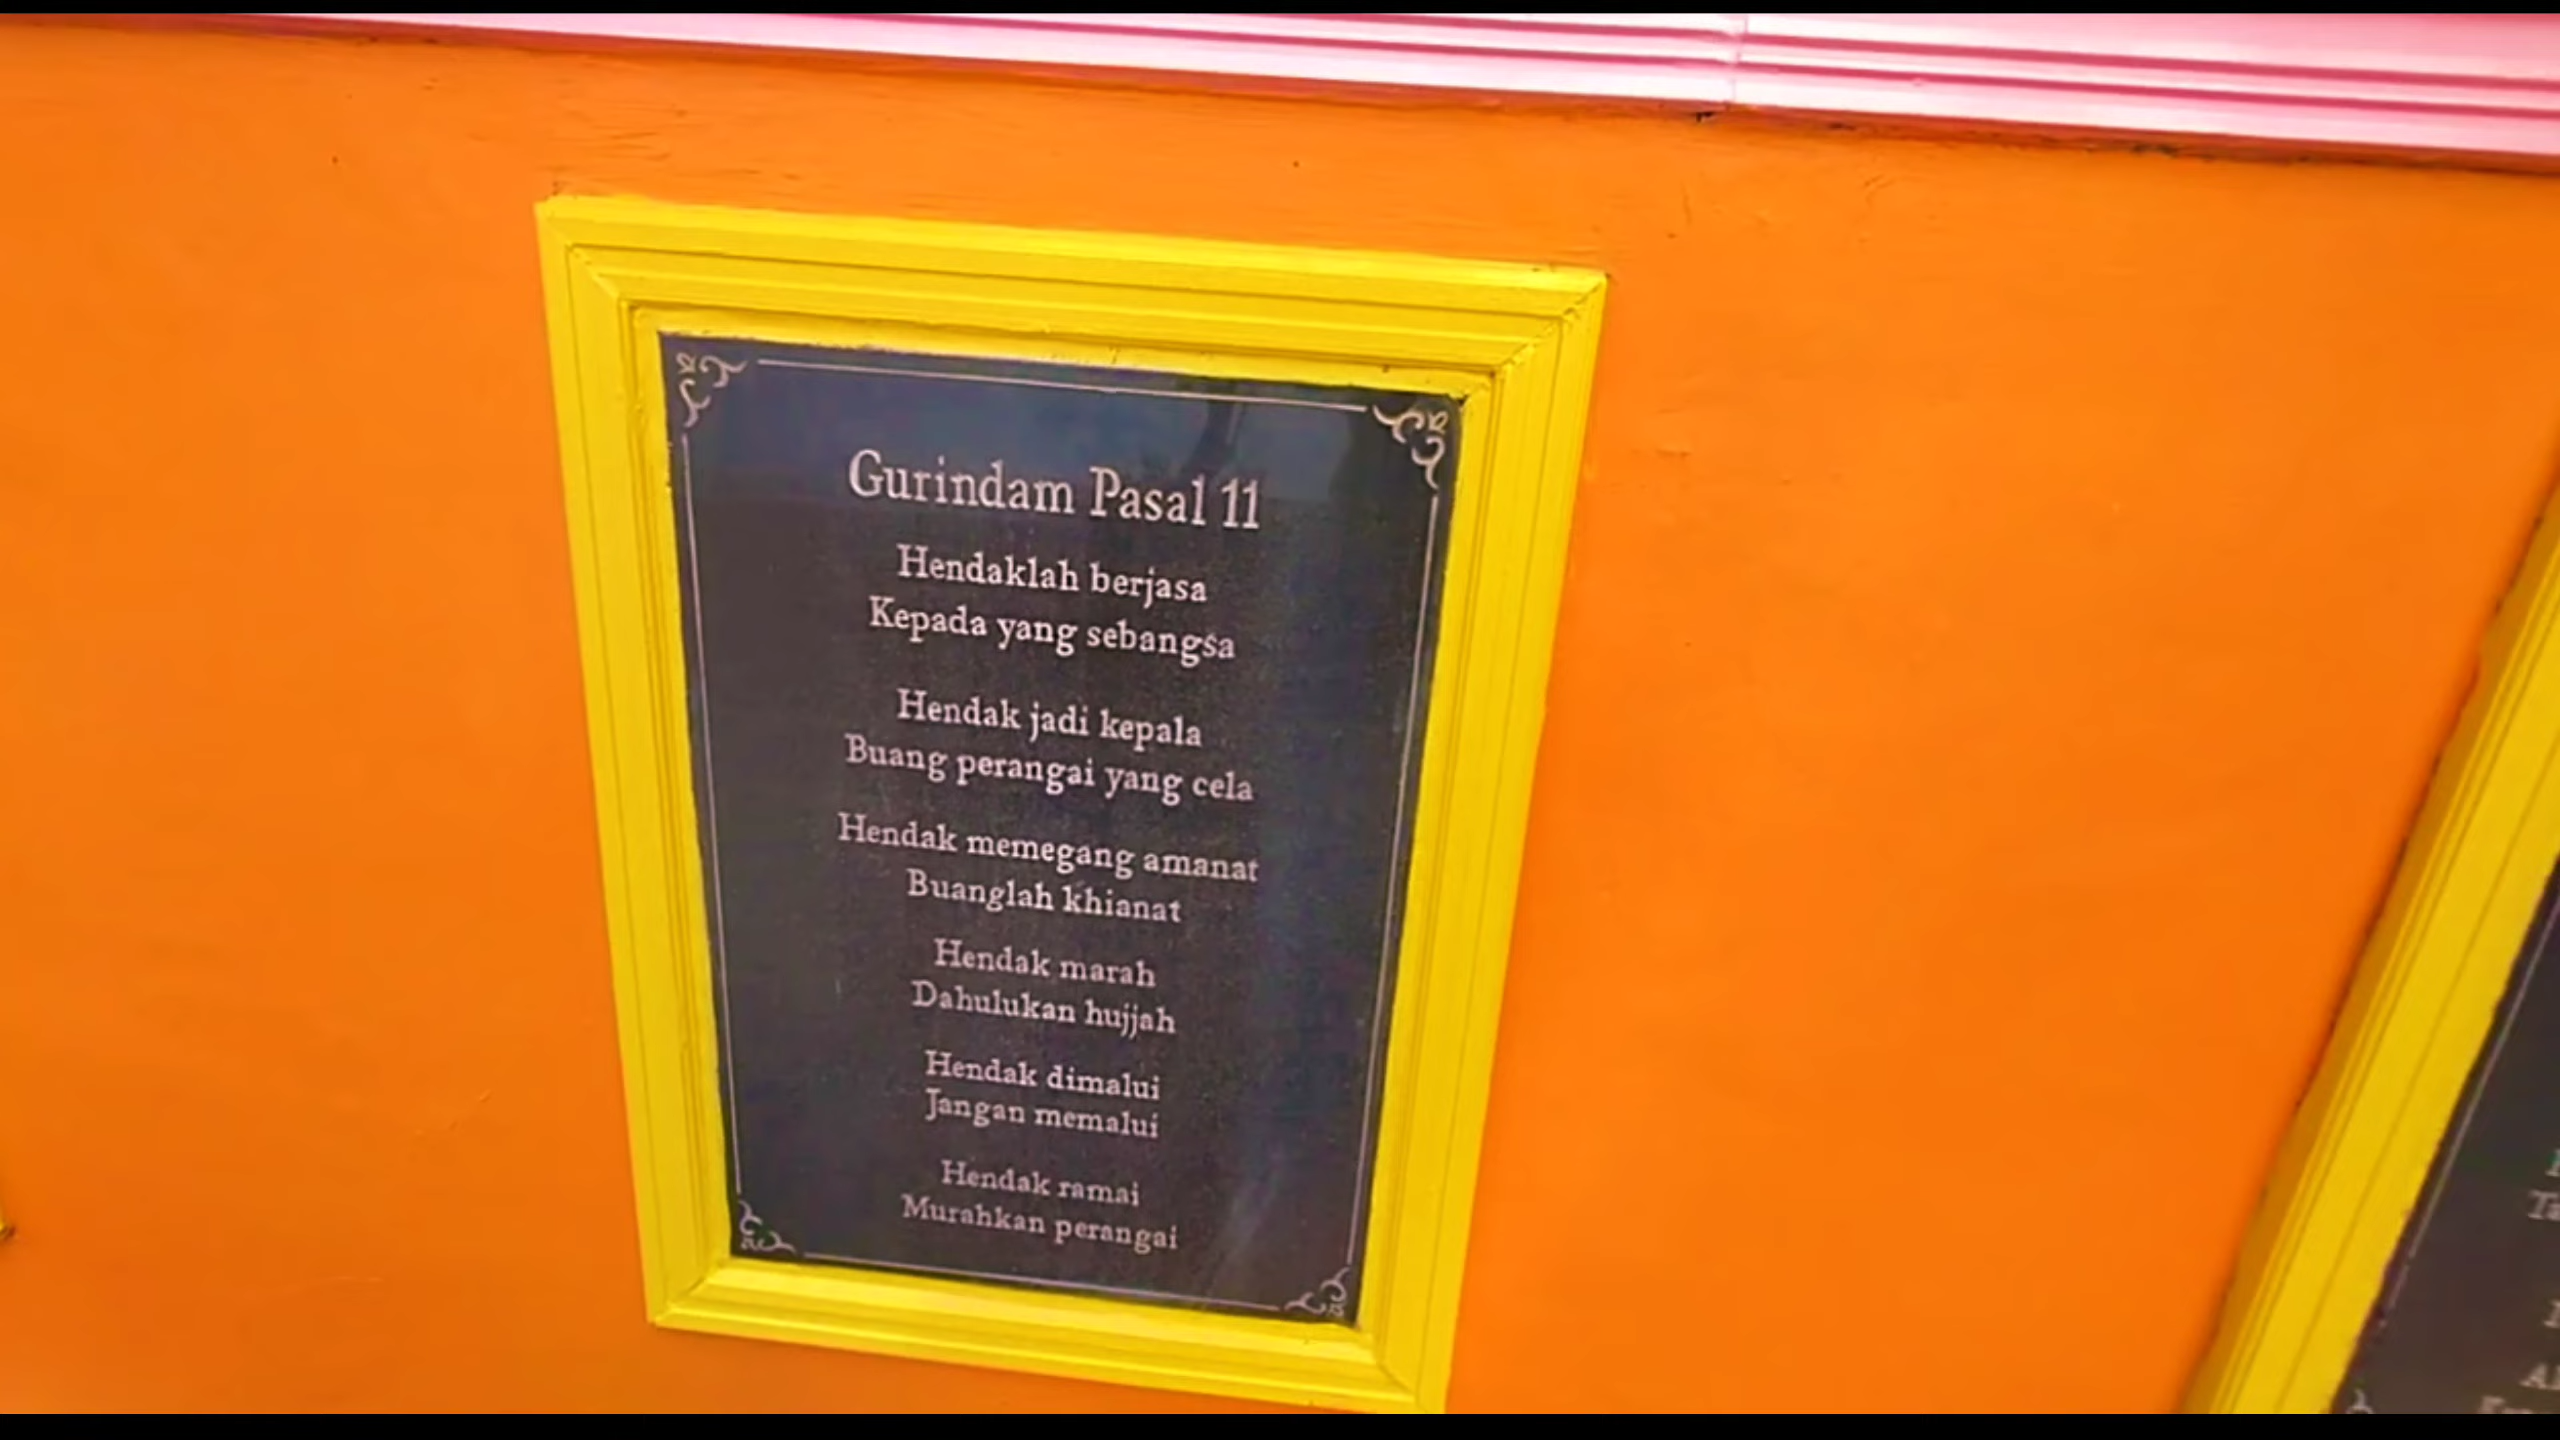 Gurindam Pasal 11
Hendaklah berjasa
Kepada yang sebangsa
Hendak jadi kepala
Buang perangai yang cela
Hendak memegang amanat
Buanglah khianat
Hendak marah
Dahulukan hujjah
Hendak dimalui
Jangan memalui
Hendak ramai
Murahkan perangai